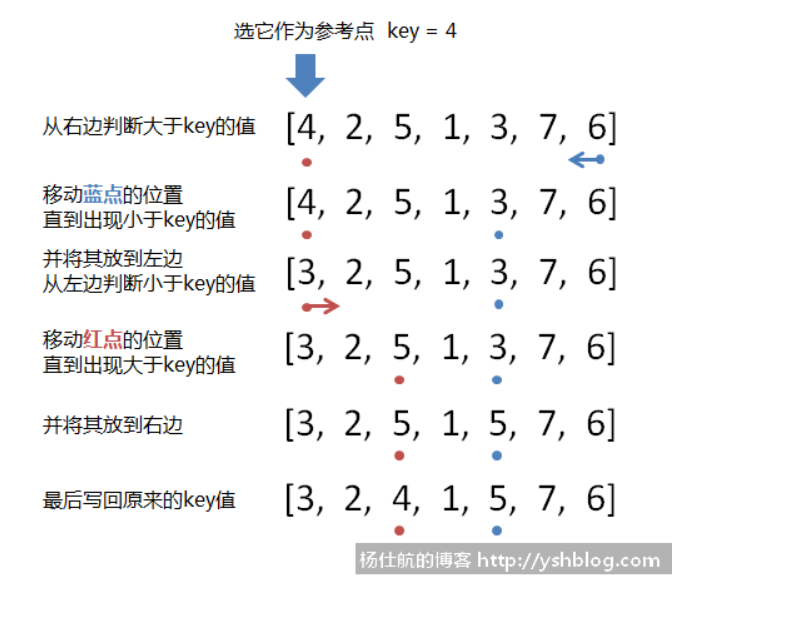 选它作为参考点 key = 4
从右边判断大于key的值 [4, 2, 5, 1, 3, 7, 6]
移动蓝点的位置
直到出现小于key的值 [4, 2, 5, 1, 3, 7, 6]
并将其放到左边
从左边判断小于key的值 [3, 2, 5, 1, 3, 7, 6]
移动红点的位置
直到出现大于key的值 [3, 2, 5, 1, 3, 7, 6]
并将其放到右边 [3, 2, 5, 1, 5, 7, 6]
最后写回原来的key值 [3, 2, 4, 1, 5, 7, 6]
杨仕航的博客 http://yshblog.com